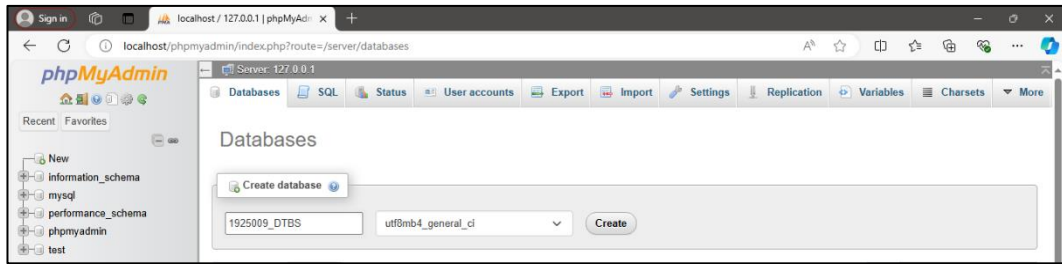 Sign in
localhost / 127.0.0.1 | phpMyAdr
localhost/phpmyadmin/index.php?route=/server/databases
phpMyAdmin
Recent Favorites
New
information_schema
mysql
performance_schema
phpmyadmin
test
Server: 127.0.0.1
Databases SQL Status User accounts Export Import Settings Replication Variables Charsets More
Databases
Create database
1925009_DTBS utf8mb4_general_ci Create